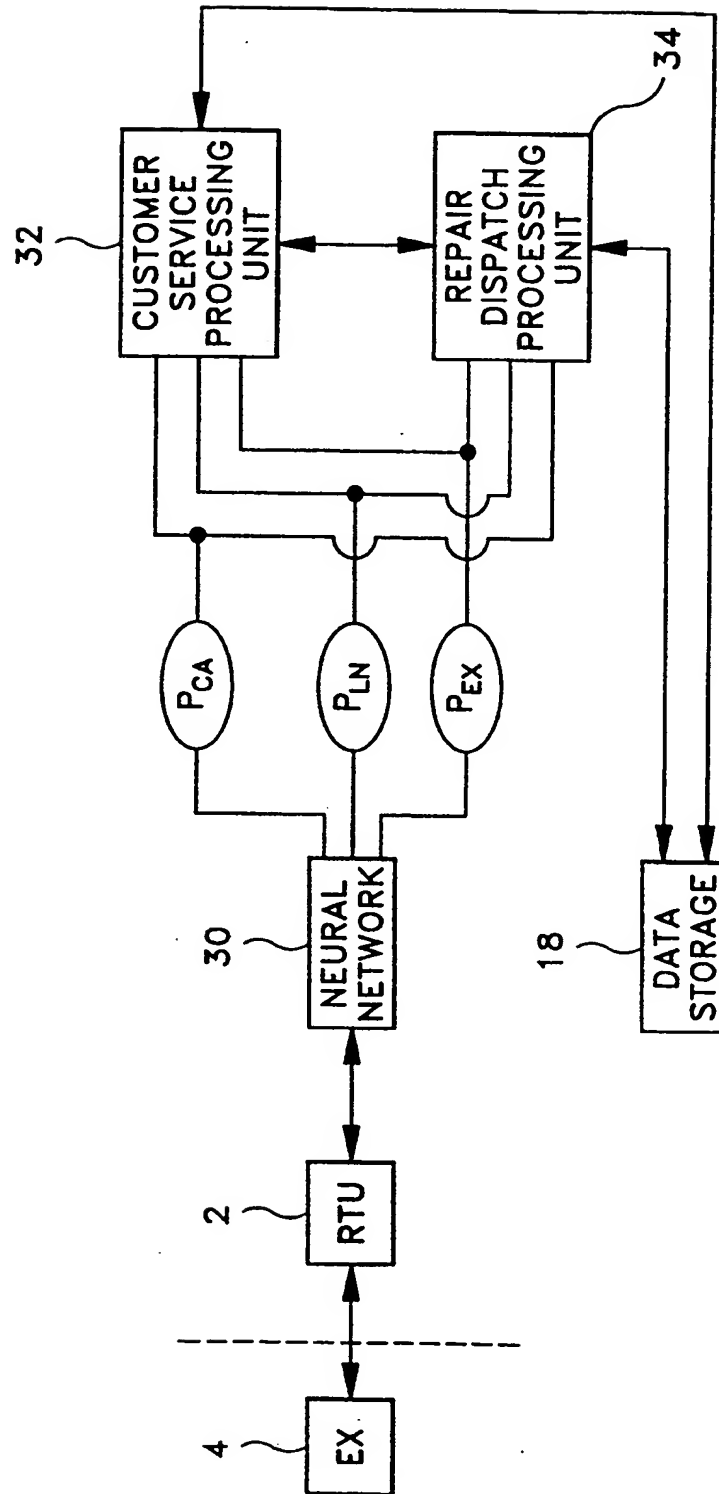 4
EX
2
RTU
30
NEURAL
NETWORK
P_CA
P_LN
P_EX
32
CUSTOMER
SERVICE
PROCESSING
UNIT
34
REPAIR
DISPATCH
PROCESSING
UNIT
18
DATA
STORAGE